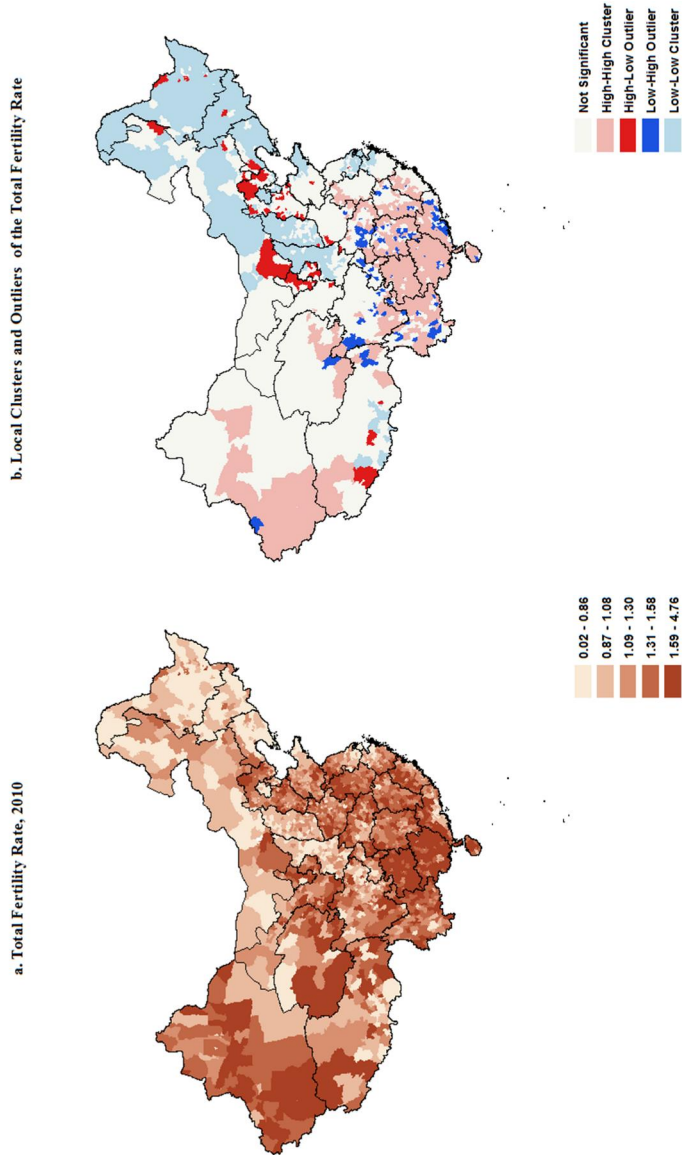 a. Total Fertility Rate, 2010
0.02 - 0.86
0.87 - 1.08
1.09 - 1.30
1.31 - 1.58
1.59 - 4.76
b. Local Clusters and Outliers of the Total Fertility Rate
Not Significant
High-High Cluster
High-Low Outlier
Low-High Outlier
Low-Low Cluster